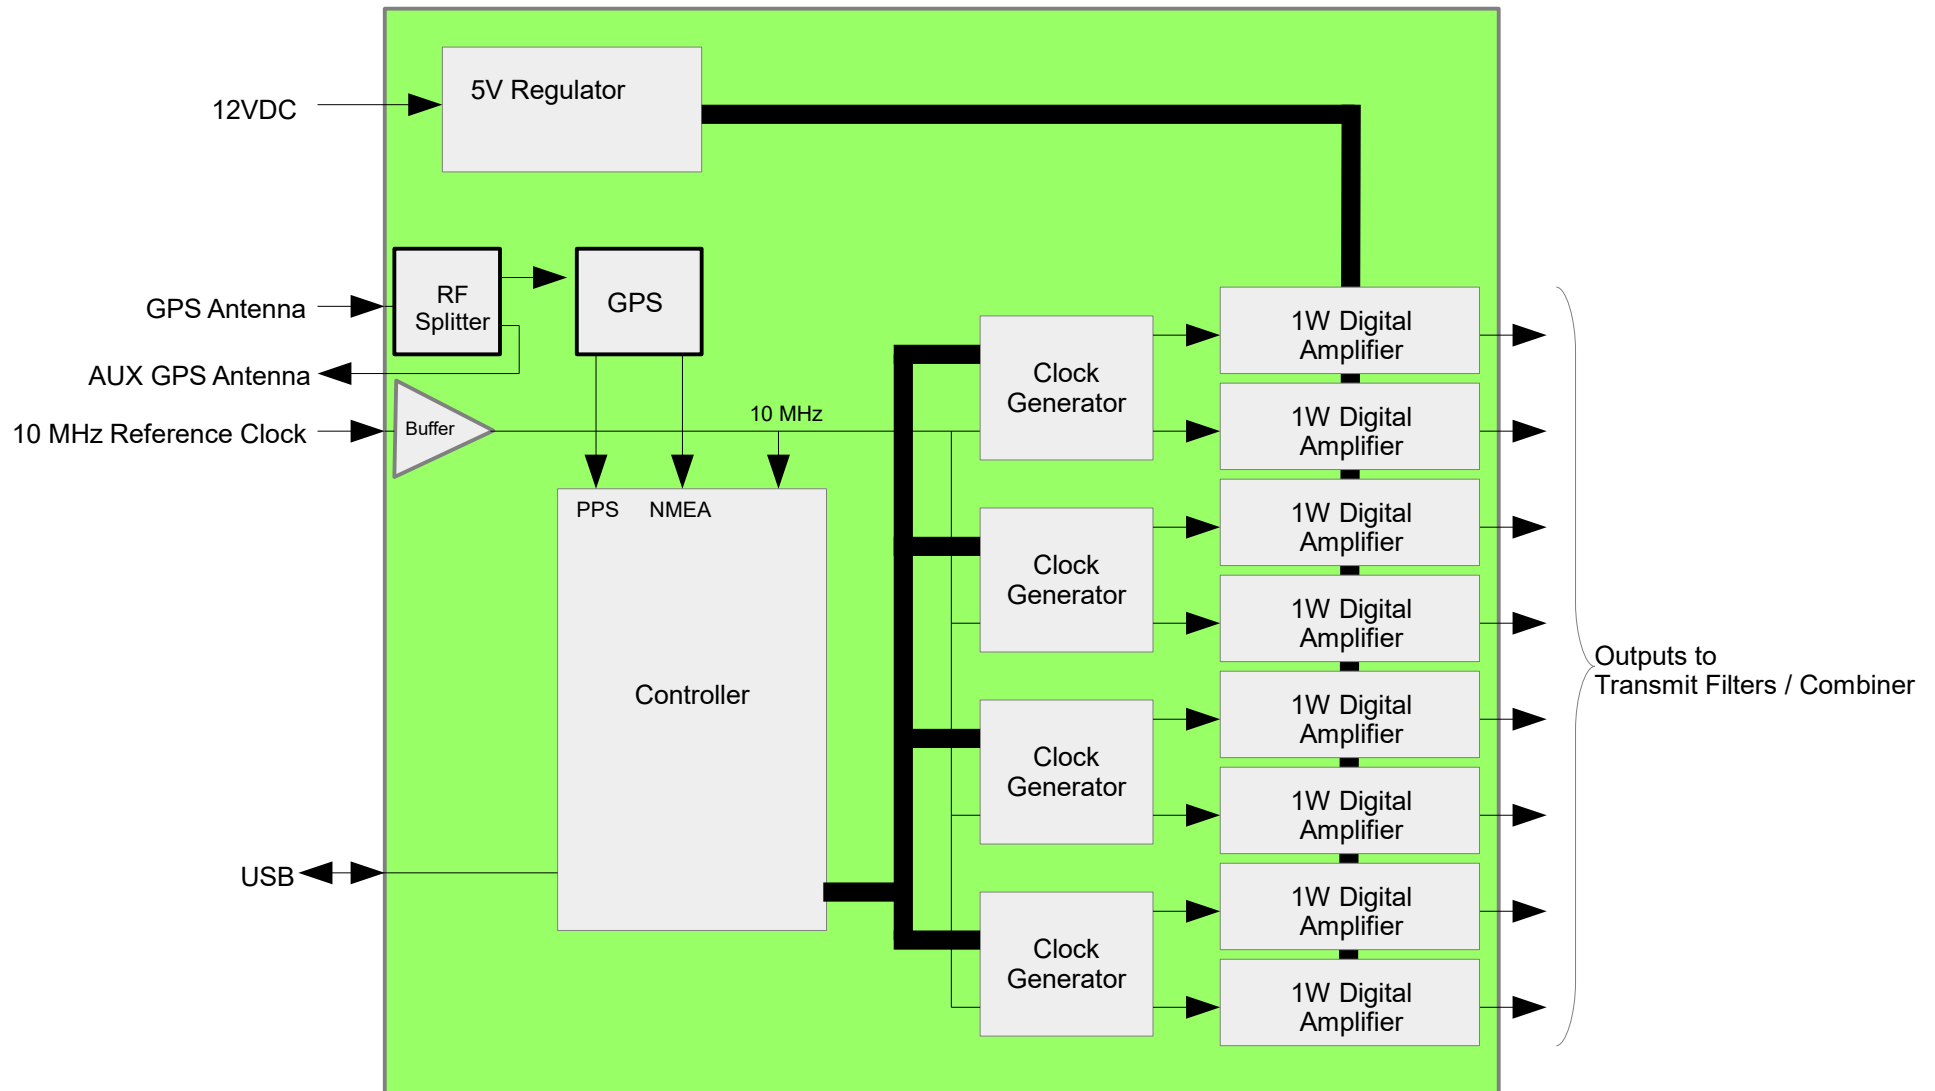 5V Regulator
12VDC
GPS Antenna
RF
Splitter
GPS
AUX GPS Antenna
10 MHz Reference Clock
Buffer
10 MHz
PPS
NMEA
Controller
USB
Clock
Generator
Clock
Generator
Clock
Generator
Clock
Generator
1W Digital
Amplifier
1W Digital
Amplifier
1W Digital
Amplifier
1W Digital
Amplifier
1W Digital
Amplifier
1W Digital
Amplifier
1W Digital
Amplifier
1W Digital
Amplifier
Outputs to
Transmit Filters / Combiner